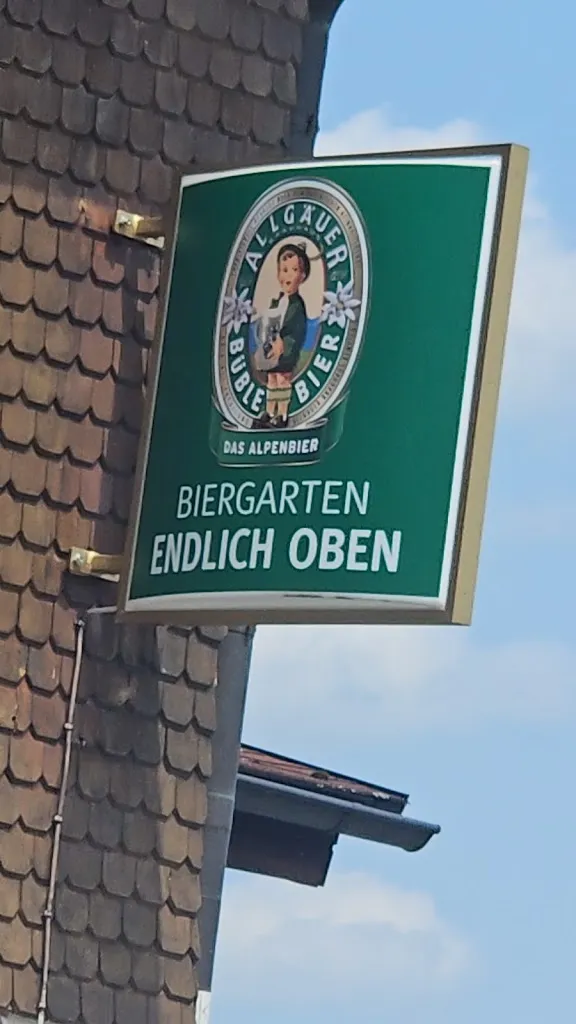 ALLGÄUER
BÜBLE BIER
DAS ALPENBIER
BIERGARTEN
ENDLICH OBEN